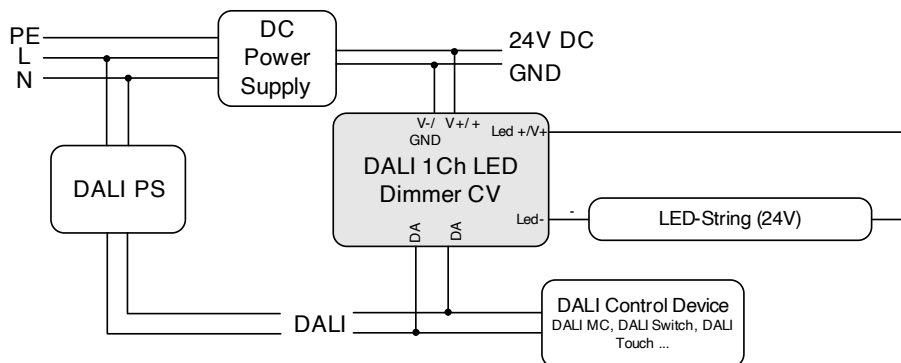 PE
L
N
DC
Power
Supply
24V DC
GND
V-/ V+/+
GND
Led +/V+
DALI 1Ch LED
Dimmer CV
DALI PS
Led-
-
LED-String (24V)
DA DA
DALI
DALI Control Device
DALI MC, DALI Switch, DALI
Touch ...